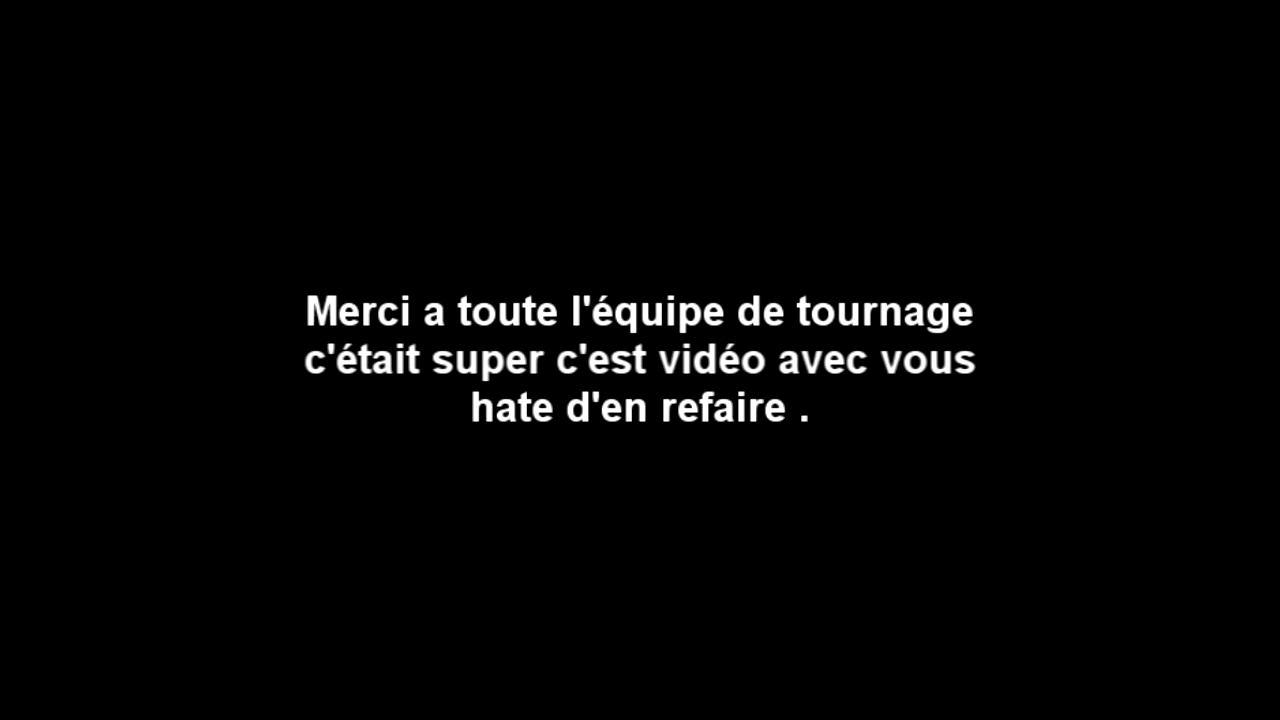 Merci a toute l'équipe de tournage
c'était super c'est vidéo avec vous
hate d'en refaire .